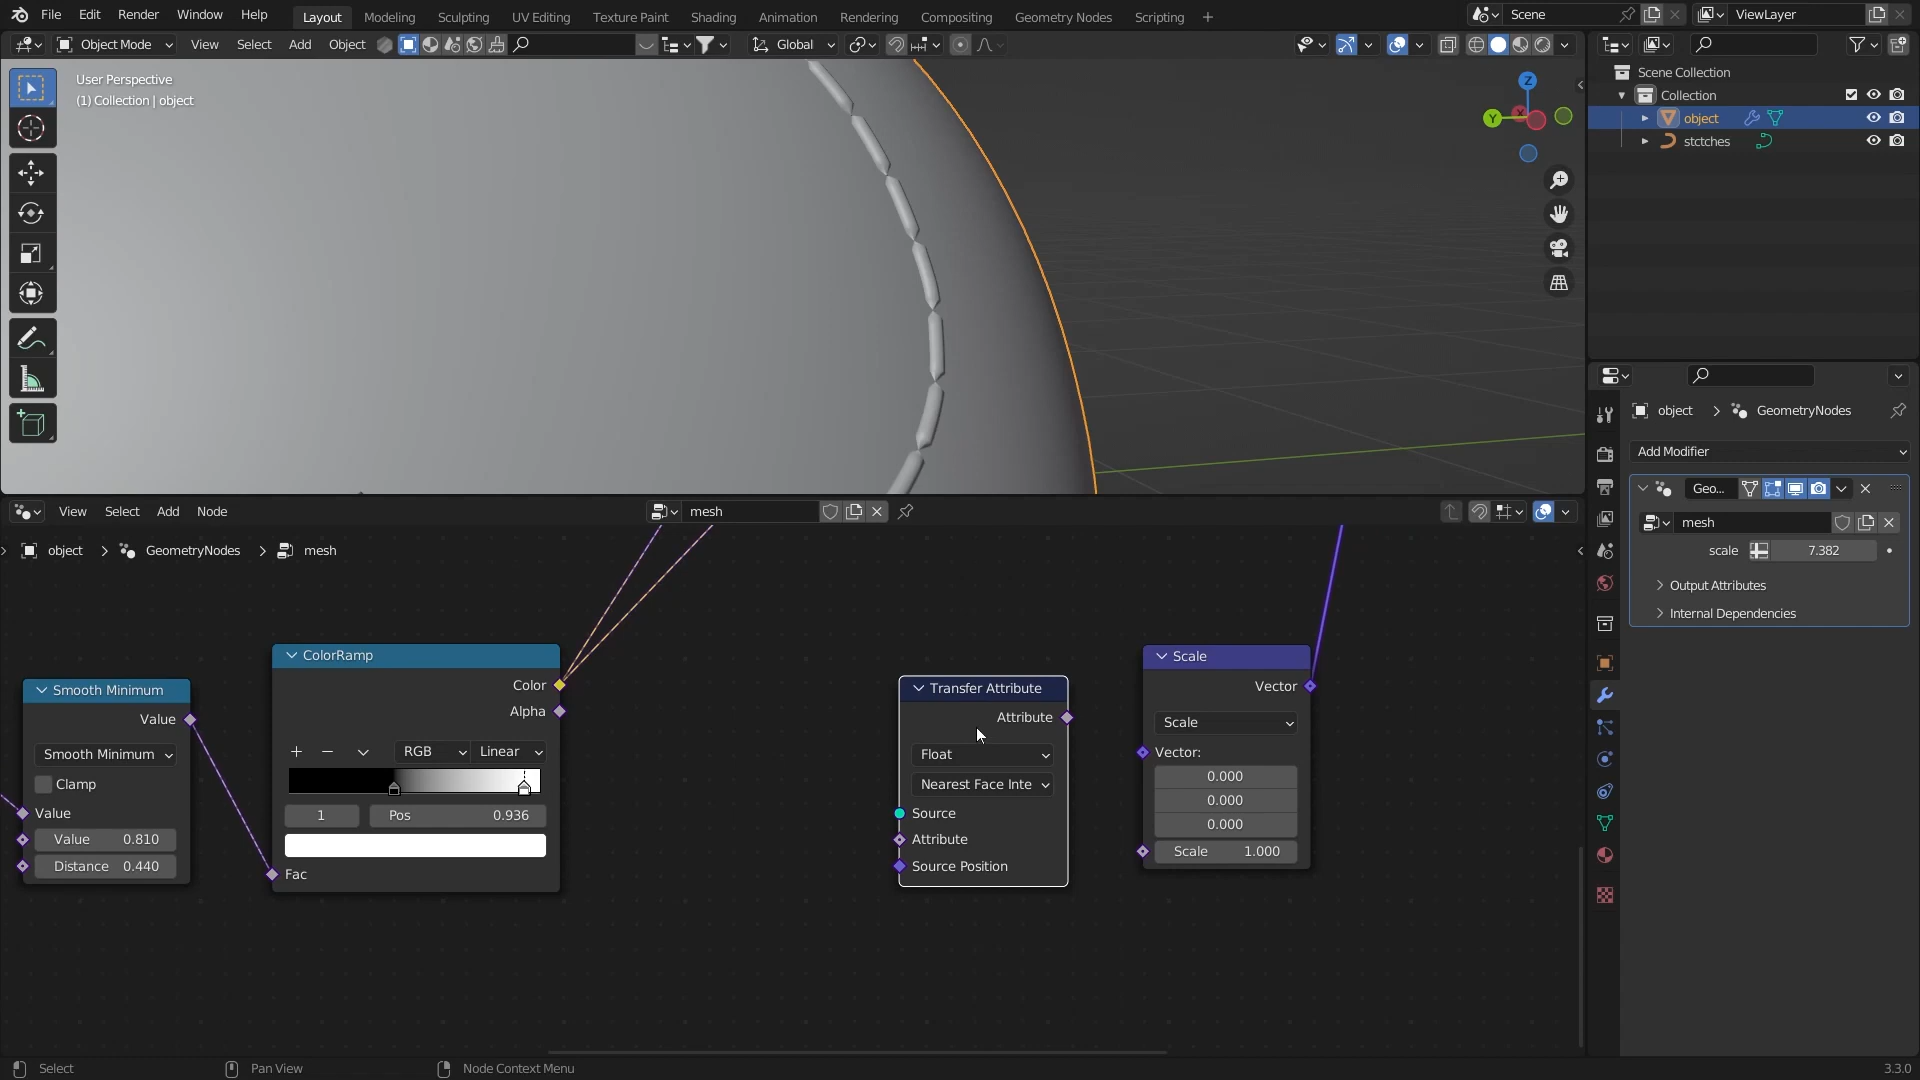 File Edit Render Window Help Layout Modeling Sculpting UV Editing Texture Paint Shading Animation Rendering Compositing Geometry Nodes Scripting Scene ViewLayer
Object Mode View Select Add Object Global
User Perspective
(1) Collection | object
Z
Y
X
Scene Collection
Collection
object
stctches
object GeometryNodes
Add Modifier
Geo...
mesh
scale 7.382
Output Attributes
Internal Dependencies
View Select Add Node mesh
object GeometryNodes mesh
Smooth Minimum
Value
Smooth Minimum
Clamp
Value
Value 0.810
Distance 0.440
ColorRamp
Color
Alpha
RGB Linear
1 Pos 0.936
Fac
Transfer Attribute
Attribute
Float
Nearest Face Inte
Source
Attribute
Source Position
Scale
Vector
Scale
Vector:
0.000
0.000
0.000
Scale 1.000
Select Pan View Node Context Menu 3.3.0